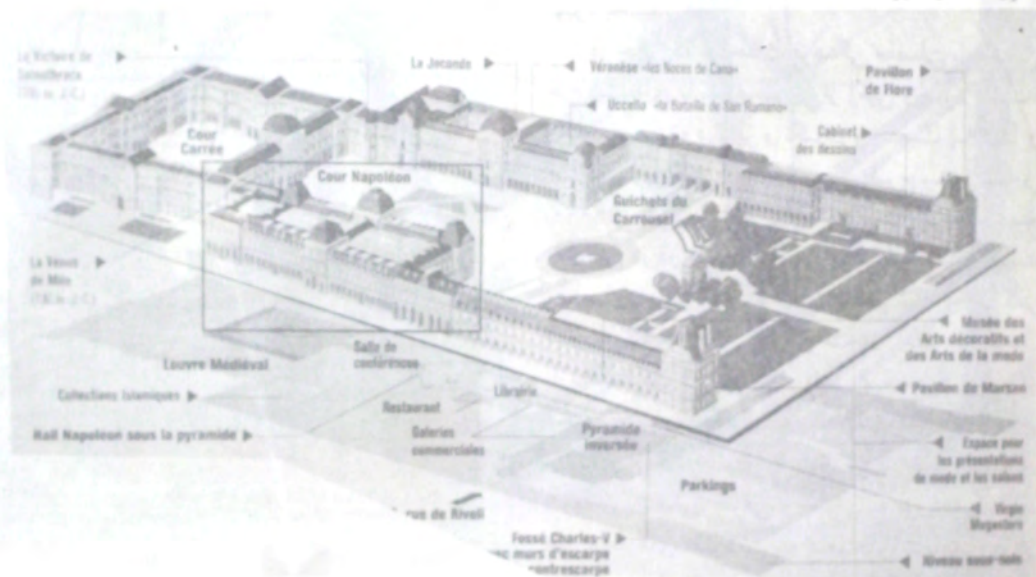 La Victoire de
Samothrace
La Joconde
Véronèse «les Noces de Cana»
Uccello «la Bataille de San Romano»
Pavillon
de Flore
Cabinet
des dessins
Cour
Carrée
Cour Napoléon
Guichets du
Carrousel
La Vénus
de Milo
Musée des
Arts décoratifs et
des Arts de la mode
Louvre Médiéval
Salle de
conférences
Collections Islamiques
Restaurant
Librairie
Pavillon de Marsan
Hall Napoléon sous la pyramide
Galeries
commerciales
Pyramide
inversée
Espace pour
les présentations
de mode et les salons
Parkings
rue de Rivoli
Virgin
Megastore
Fossé Charles-V
murs d'escarpe
contrescarpe
Niveau sous-sols